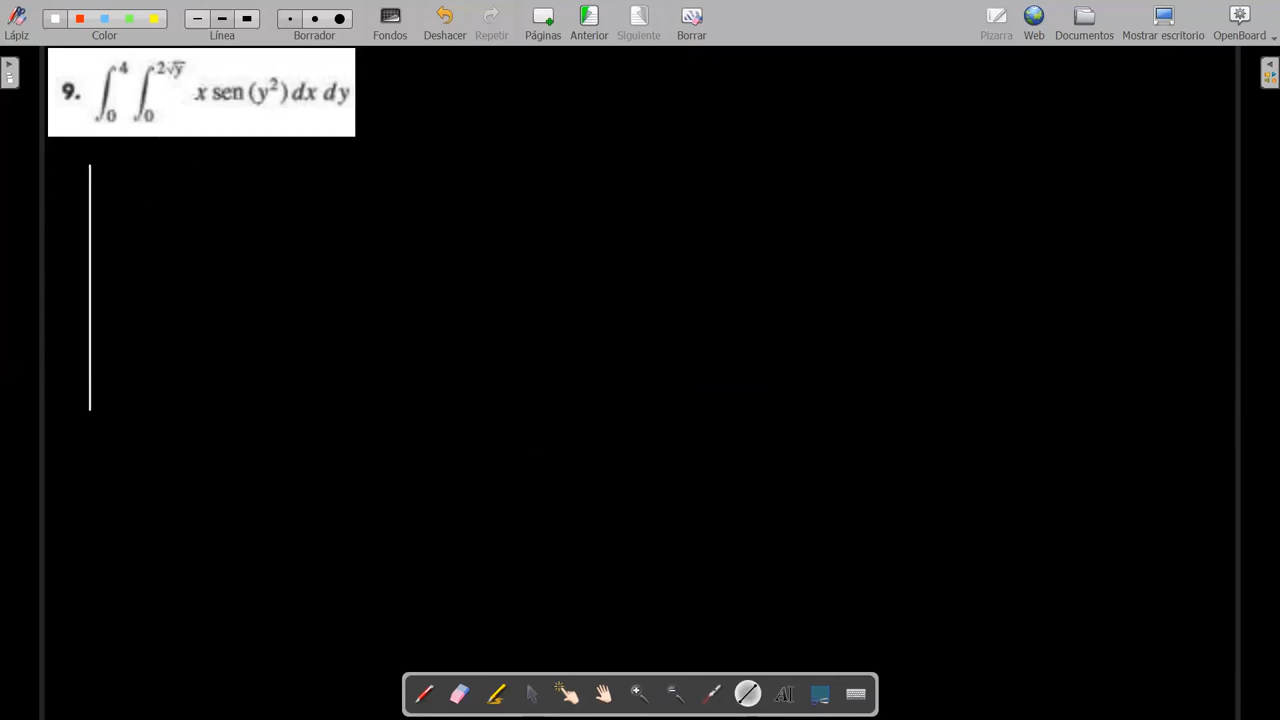 Lápiz Color Línea Borrador Fondos Deshacer Repetir Páginas Anterior Siguiente Borrar Pizarra Web Documentos Mostrar escritorio OpenBoard
9. ∫₀⁴ ∫₀^{2√y} x sen (y²) dx dy
AI